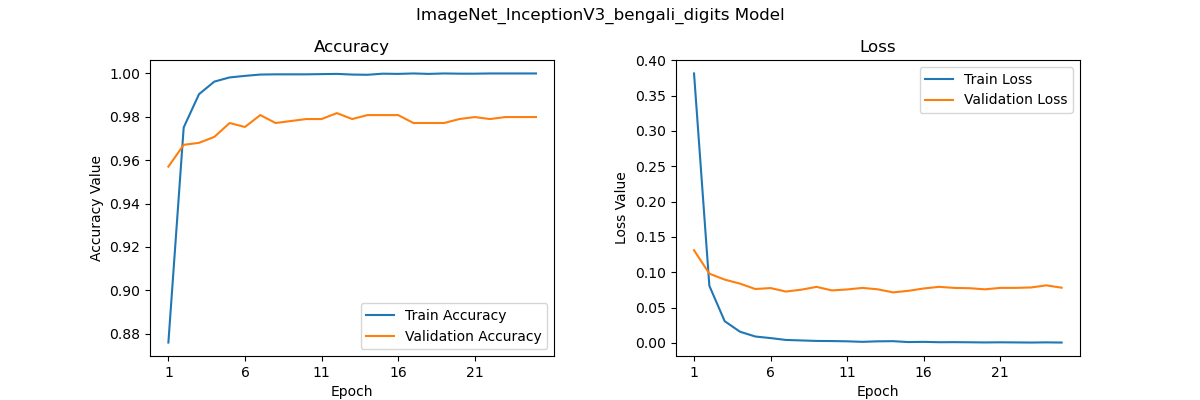 ImageNet_InceptionV3_bengali_digits Model
Accuracy
Accuracy Value
1.00
0.98
0.96
0.94
0.92
0.90
0.88
Train Accuracy
Validation Accuracy
1 6 11 16 21
Epoch
Loss
Loss Value
0.40
0.35
0.30
0.25
0.20
0.15
0.10
0.05
0.00
Train Loss
Validation Loss
1 6 11 16 21
Epoch